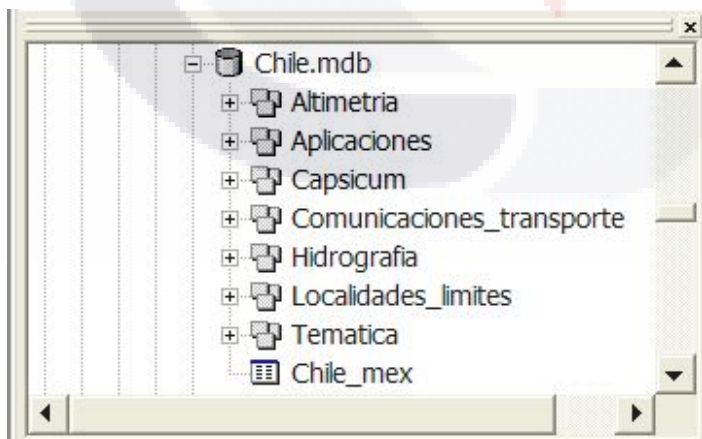 Chile.mdb
Altimetria
Aplicaciones
Capsicum
Comunicaciones_transporte
Hidrografia
Localidades_limites
Tematica
Chile_mex